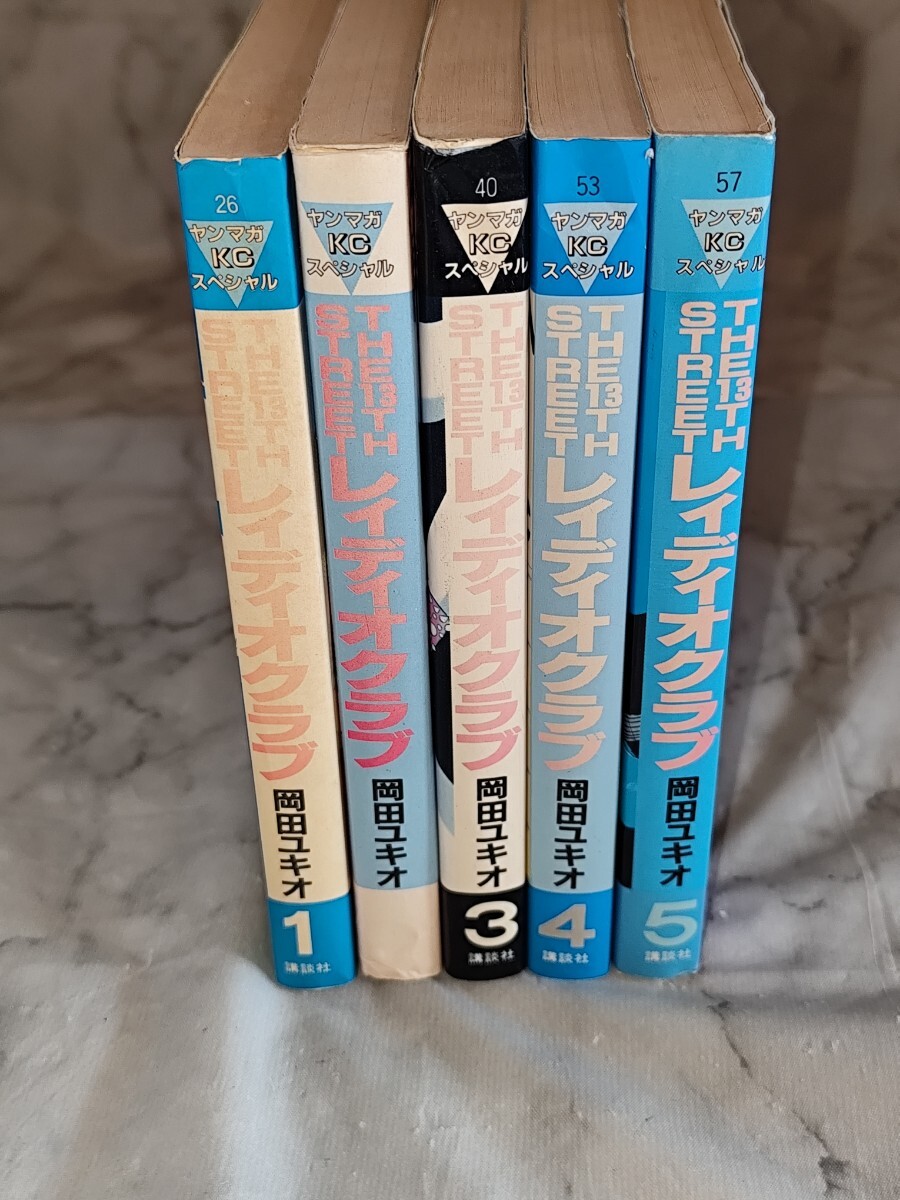 26
ヤンマガ
KC
スペシャル
THE 13TH
STREET
レィディオクラブ
岡田ユキオ
1
講談社
ヤンマガ
KC
スペシャル
THE 13TH
STREET
レィディオクラブ
岡田ユキオ
40
ヤンマガ
KC
スペシャル
THE 13TH
STREET
レィディオクラブ
岡田ユキオ
3
講談社
53
ヤンマガ
KC
スペシャル
THE 13TH
STREET
レィディオクラブ
岡田ユキオ
4
講談社
57
ヤンマガ
KC
スペシャル
THE 13TH
STREET
レィディオクラブ
岡田ユキオ
5
講談社